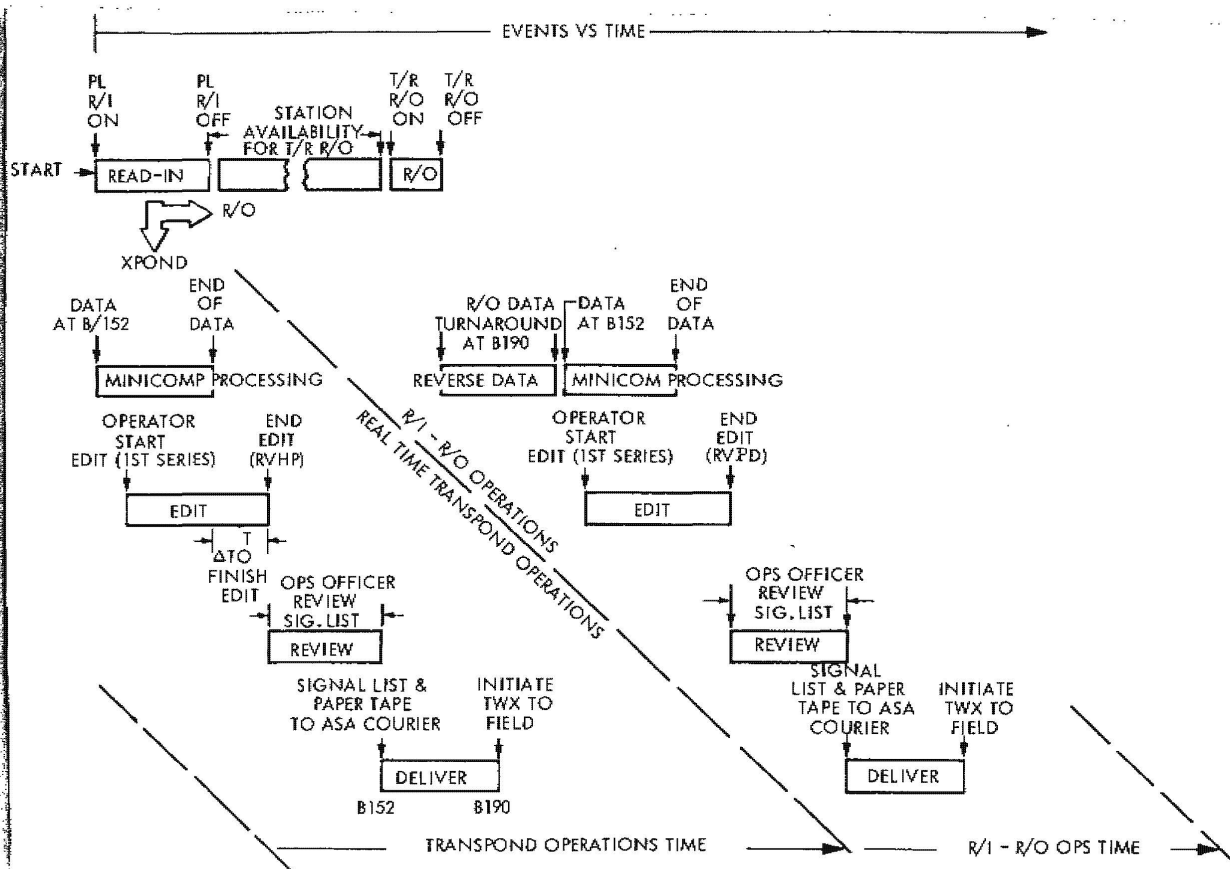 EVENTS VS TIME
PL
R/I
ON
PL
R/I
OFF
STATION
AVAILABILITY
FOR T/R R/O
T/R
R/O
ON
T/R
R/O
OFF
START
READ-IN
R/O
R/O
XPOND
DATA
AT B/152
END
OF
DATA
MINICOMP PROCESSING
R/O DATA
TURNAROUND
AT B190
DATA
AT B152
END
OF
DATA
REVERSE DATA
MINICOM PROCESSING
OPERATOR
START
EDIT (1ST SERIES)
END
EDIT
(RVHP)
EDIT
T
ΔTO
FINISH
EDIT
R/I - R/O OPERATIONS
REAL TIME TRANSPOND OPERATIONS
OPERATOR
START
EDIT (1ST SERIES)
END
EDIT
(RVPD)
EDIT
OPS OFFICER
REVIEW
SIG. LIST
REVIEW
OPS OFFICER
REVIEW
SIG. LIST
REVIEW
SIGNAL LIST &
PAPER TAPE
TO ASA COURIER
INITIATE
TWX TO
FIELD
DELIVER
B152
B190
SIGNAL
LIST & PAPER
TAPE TO ASA
COURIER
INITIATE
TWX TO
FIELD
DELIVER
TRANSPOND OPERATIONS TIME
R/I - R/O OPS TIME